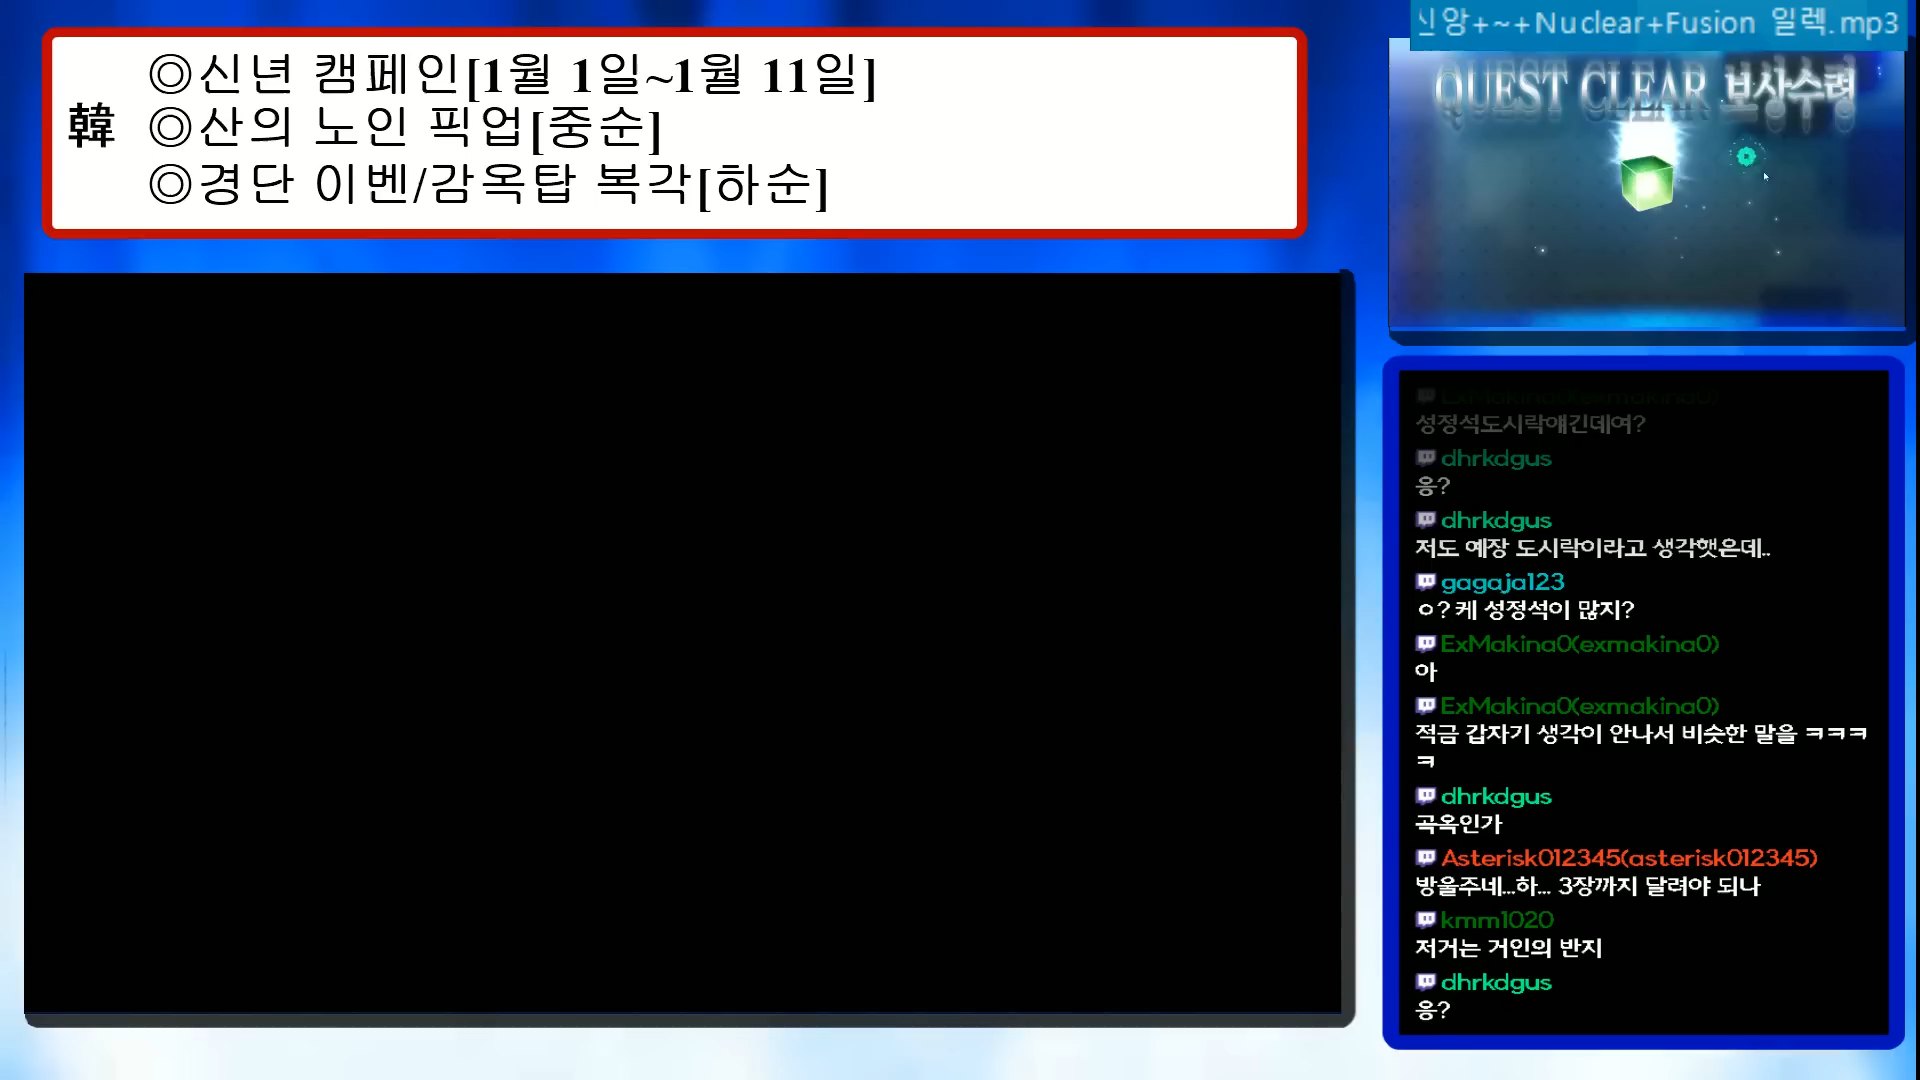 신앙+~+Nuclear+Fusion 일렉.mp3
◎신년 캠페인[1월 1일~1월 11일]
韓 ◎산의 노인 픽업[중순]
◎경단 이벤/감옥탑 복각[하순]
QUEST CLEAR 보상수령
ExMakina0(exmakina0)
성정석도시락얘긴데여?
dhrkdgus
응?
dhrkdgus
저도 예장 도시락이라고 생각햇은데..
gagaja123
ㅇ? 케 성정석이 많지?
ExMakina0(exmakina0)
아
ExMakina0(exmakina0)
적금 갑자기 생각이 안나서 비슷한 말을 ㅋㅋㅋ
ㅋ
dhrkdgus
곡옥인가
Asterisk012345(asterisk012345)
방울주네...하... 3장까지 달려야 되나
kmm1020
저거는 거인의 반지
dhrkdgus
응?